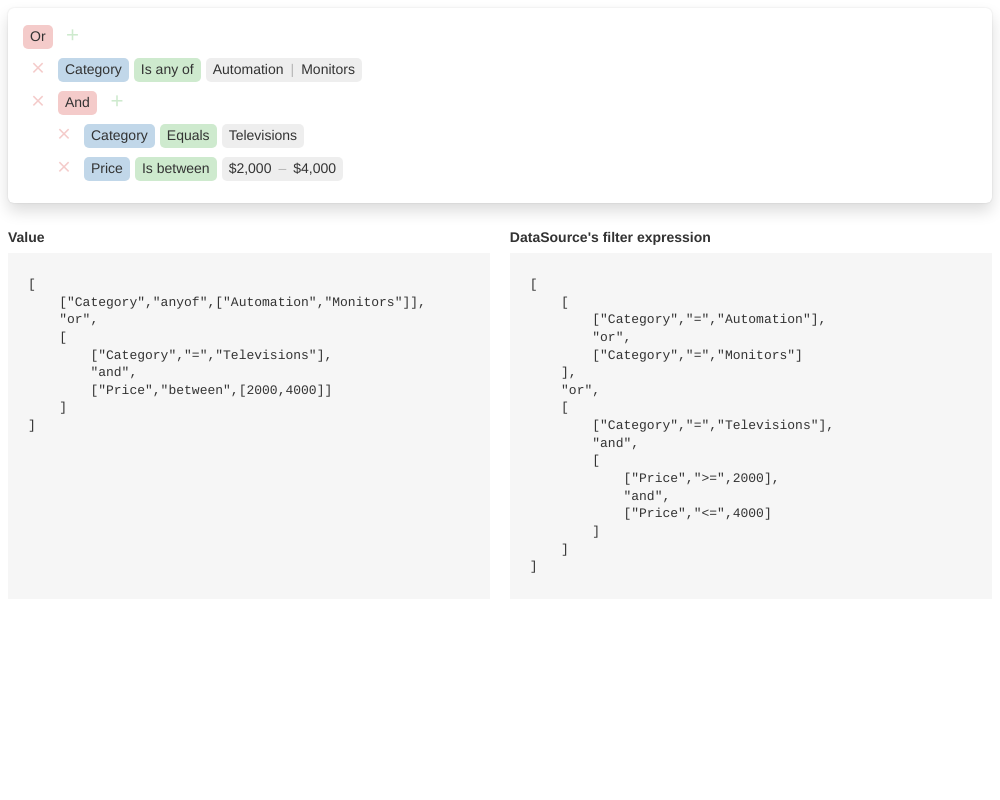 Or +
× Category Is any of Automation | Monitors
× And +
× Category Equals Televisions
× Price Is between $2,000 – $4,000
Value
[
    ["Category","anyof",["Automation","Monitors"]],
    "or",
    [
        ["Category","=","Televisions"],
        "and",
        ["Price","between",[2000,4000]]
    ]
]
DataSource's filter expression
[
    [
        ["Category","=","Automation"],
        "or",
        ["Category","=","Monitors"]
    ],
    "or",
    [
        ["Category","=","Televisions"],
        "and",
        [
            ["Price",">=",2000],
            "and",
            ["Price","<=",4000]
        ]
    ]
]